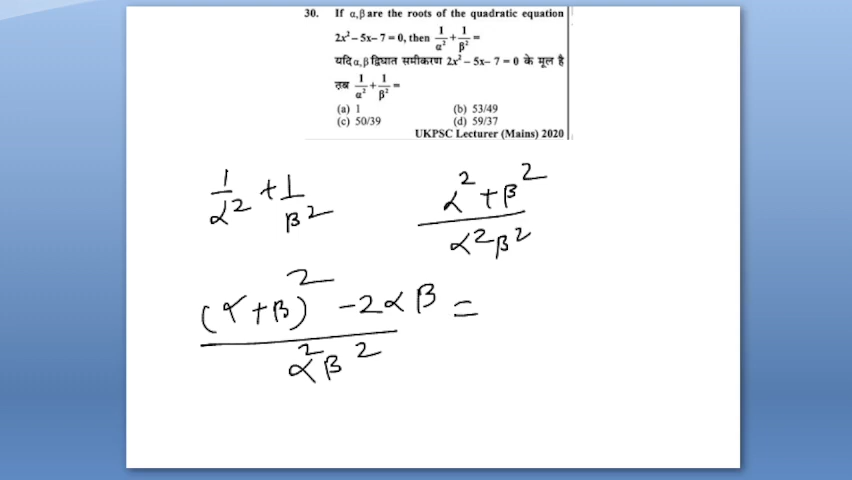 30. If α,β are the roots of the quadratic equation
2x² – 5x– 7 = 0, then 1/α² + 1/β² =
यदि α,β द्विघात समीकरण 2x² – 5x– 7 = 0 के मूल है
तब 1/α² + 1/β² =
(a) 1 (b) 53/49
(c) 50/39 (d) 59/37
UKPSC Lecturer (Mains) 2020
1/α² + 1/β² (α² + β²)/(α²β²)
((α+β)² – 2αβ)/(α²β²) =